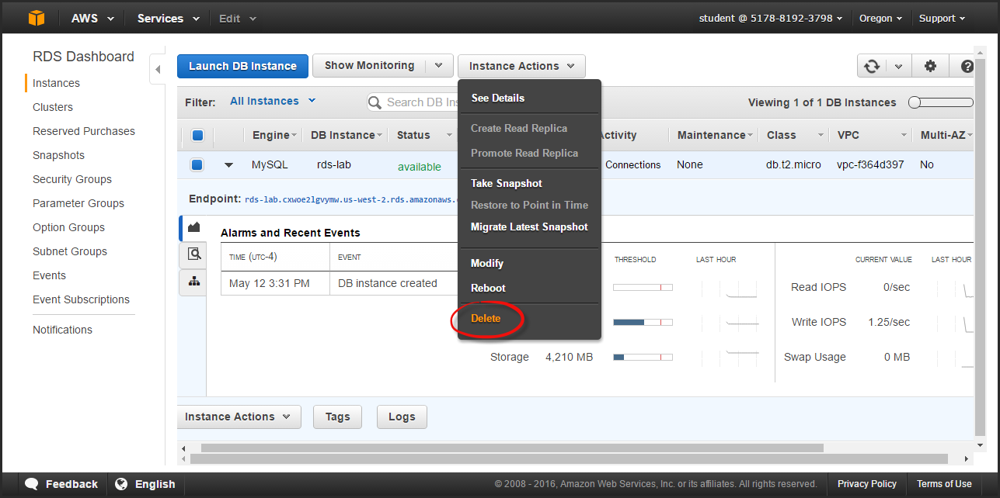 AWS Services Edit student @ 5178-8192-3798 Oregon Support
RDS Dashboard
Instances
Clusters
Reserved Purchases
Snapshots
Security Groups
Parameter Groups
Option Groups
Subnet Groups
Events
Event Subscriptions
Notifications
Launch DB Instance Show Monitoring Instance Actions
Filter: All Instances Search DB Ins Viewing 1 of 1 DB Instances
Engine DB Instance Status ctivity Maintenance Class VPC Multi-AZ
MySQL rds-lab available Connections None db.t2.micro vpc-f364d397 No
Endpoint: rds-lab.cxwoe2lgvymw.us-west-2.rds.amazonaws.
See Details
Create Read Replica
Promote Read Replica
Take Snapshot
Restore to Point in Time
Migrate Latest Snapshot
Modify
Reboot
Delete
Alarms and Recent Events
TIME (UTC-4) EVENT
May 12 3:31 PM DB instance created
THRESHOLD LAST HOUR CURRENT VALUE LAST HOUR
Read IOPS 0/sec
Write IOPS 1.25/sec
Storage 4,210 MB Swap Usage 0 MB
Instance Actions Tags Logs
Feedback English © 2008 - 2016, Amazon Web Services, Inc. or its affiliates. All rights reserved. Privacy Policy Terms of Use